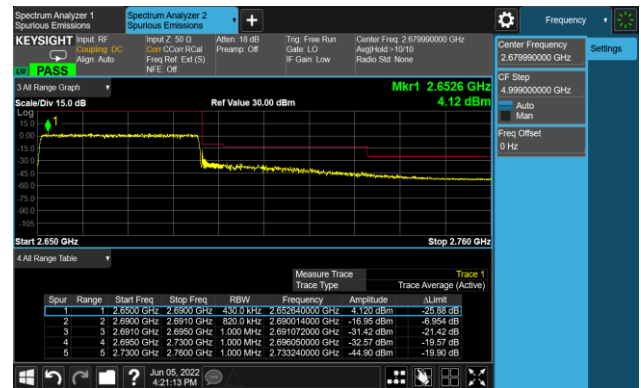 Spectrum Analyzer 1
Spurious Emissions
Spectrum Analyzer 2
Spurious Emissions
Frequency
KEYSIGHT
Input: RF
Coupling: DC
Align: Auto
Input Z: 50 Ω
Corr CCorr RCal
Freq Ref: Ext (S)
NFE: Off
Atten: 18 dB
Preamp: Off
Trig: Free Run
Gate: LO
IF Gain: Low
Center Freq: 2.679990000 GHz
Avg|Hold:>10/10
Radio Std: None
PASS
Center Frequency
2.679990000 GHz
Settings
CF Step
4.999000000 GHz
Auto
Man
Freq Offset
0 Hz
3 All Range Graph
Mkr1 2.6526 GHz
Scale/Div 15.0 dB
Ref Value 30.00 dBm
4.12 dBm
Log
15.0
0.00
-15.0
-30.0
-45.0
-60.0
-75.0
-90.0
-105
1
Start 2.650 GHz
Stop 2.760 GHz
4 All Range Table
Measure Trace Trace 1
Trace Type Trace Average (Active)
Spur Range Start Freq Stop Freq RBW Frequency Amplitude ΔLimit
1 1 2.6500 GHz 2.6900 GHz 430.0 kHz 2.652640000 GHz 4.120 dBm -25.88 dB
2 2 2.6900 GHz 2.6910 GHz 820.0 kHz 2.690014000 GHz -16.95 dBm -6.954 dB
3 3 2.6910 GHz 2.6950 GHz 1.000 MHz 2.691072000 GHz -31.42 dBm -21.42 dB
4 4 2.6950 GHz 2.7300 GHz 1.000 MHz 2.696050000 GHz -32.57 dBm -19.57 dB
5 5 2.7300 GHz 2.7600 GHz 1.000 MHz 2.733240000 GHz -44.90 dBm -19.90 dB
Jun 05, 2022
4:21:13 PM